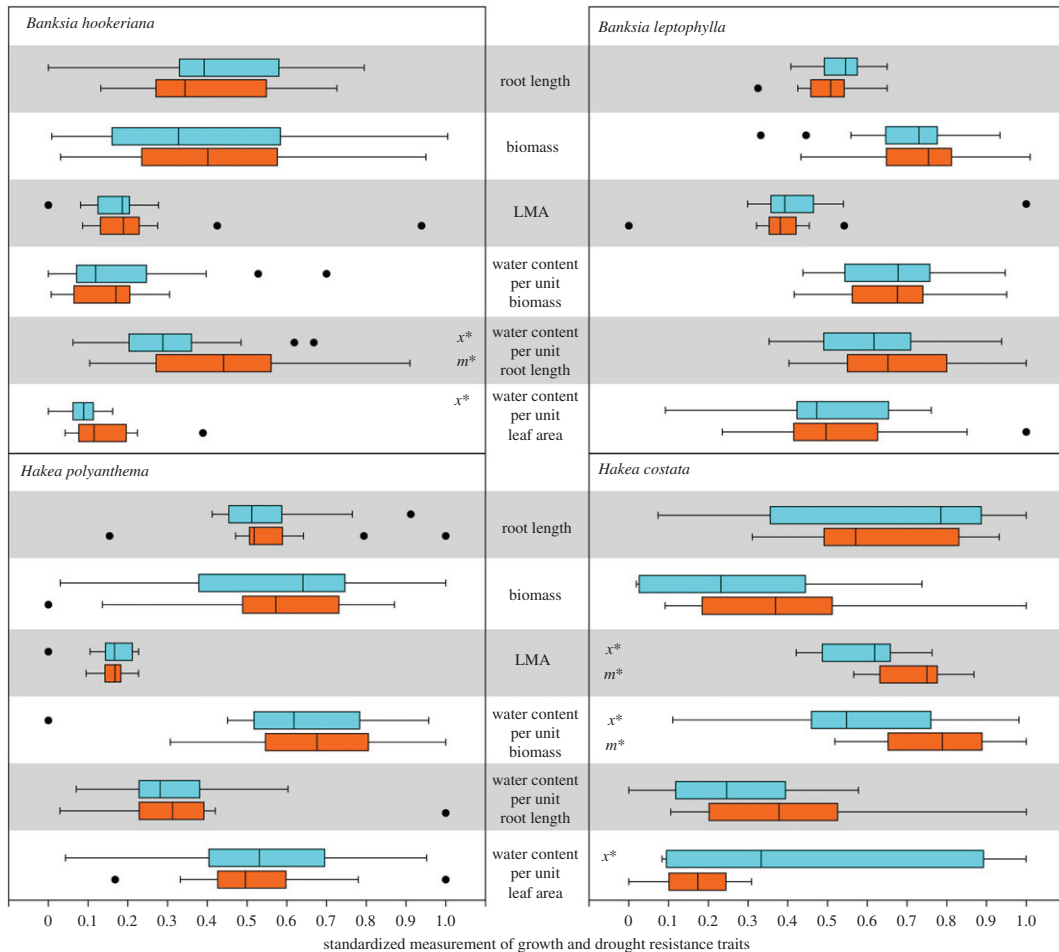 Banksia hookeriana
Banksia leptophylla
root length
biomass
LMA
water content
per unit
biomass
x*
m*
water content
per unit
root length
x*
water content
per unit
leaf area
Hakea polyanthema
Hakea costata
root length
biomass
LMA
x*
m*
water content
per unit
biomass
x*
m*
water content
per unit
root length
water content
per unit
leaf area
x*
0 0.1 0.2 0.3 0.4 0.5 0.6 0.7 0.8 0.9 1.0
0 0.1 0.2 0.3 0.4 0.5 0.6 0.7 0.8 0.9 1.0
standardized measurement of growth and drought resistance traits